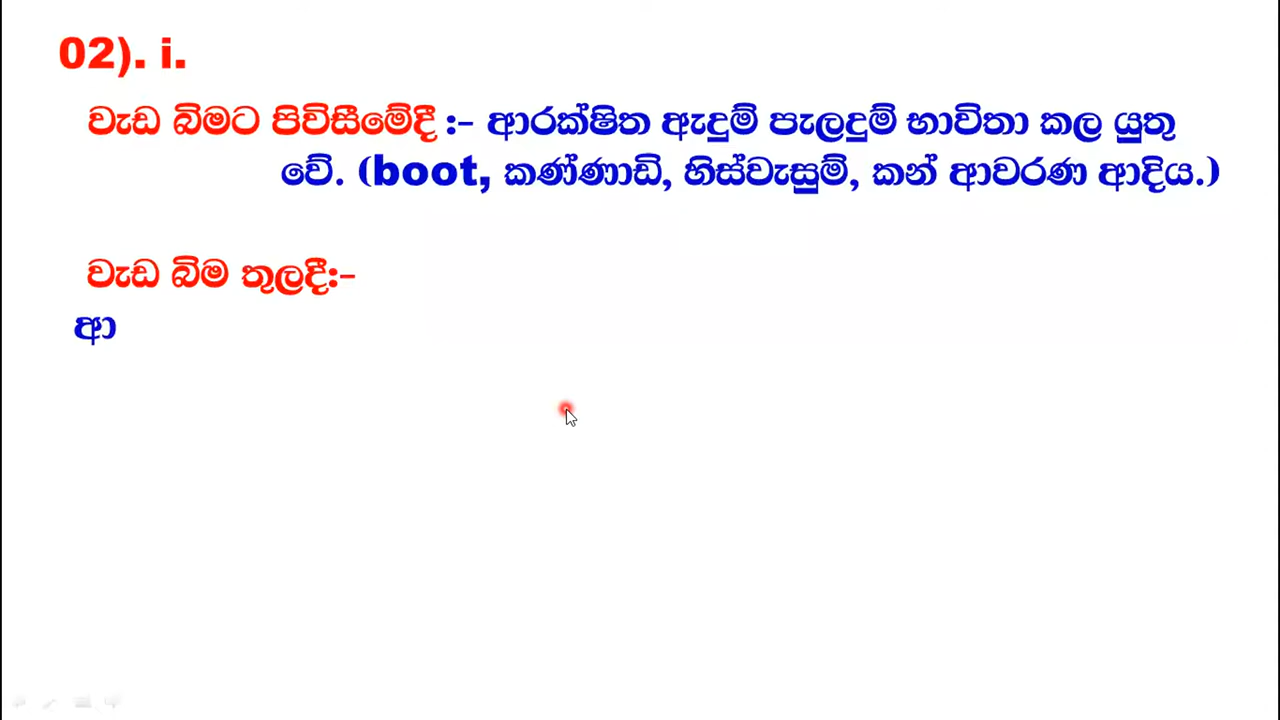 02). i.
වැඩ බිමට පිවිසීමේදී :- ආරක්ෂිත ඇඳුම් පැලඳුම් භාවිතා කල යුතු
වේ. (boot, කණ්ණාඩි, හිස්වැසුම්, කන් ආවරණ ආදිය.)
වැඩ බිම තුලදී:-
ආ